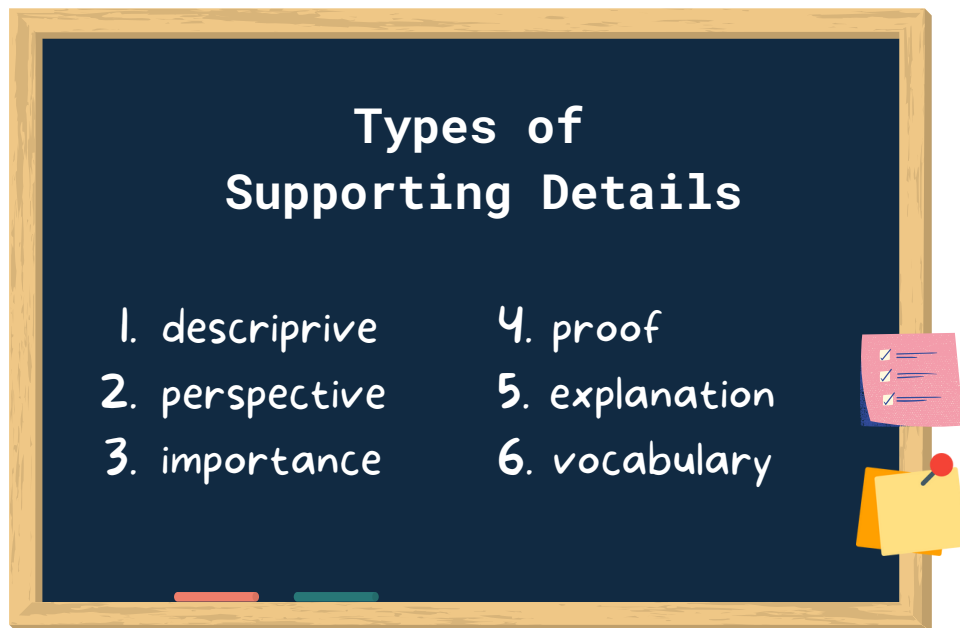 Types of
Supporting Details
1. descriprive
2. perspective
3. importance
4. proof
5. explanation
6. vocabulary